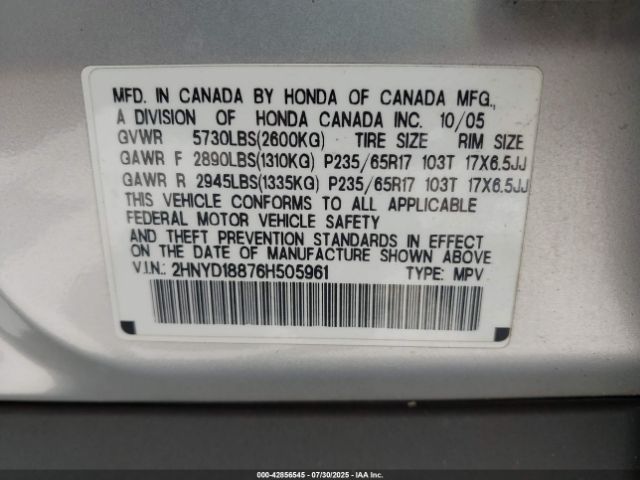 MFD. IN CANADA BY HONDA OF CANADA MFG.,
A DIVISION OF HONDA CANADA INC. 10/05
GVWR 5730LBS(2600KG) TIRE SIZE RIM SIZE
GAWR F 2890LBS(1310KG) P235/65R17 103T 17X6.5JJ
GAWR R 2945LBS(1335KG) P235/65R17 103T 17X6.5JJ
THIS VEHICLE CONFORMS TO ALL APPLICABLE
FEDERAL MOTOR VEHICLE SAFETY
AND THEFT PREVENTION STANDARDS IN EFFECT
ON THE DATE OF MANUFACTURE SHOWN ABOVE
V.I.N.: 2HNYD18876H505961 TYPE: MPV
000-42856545 - 07/30/2025 - IAA Inc.